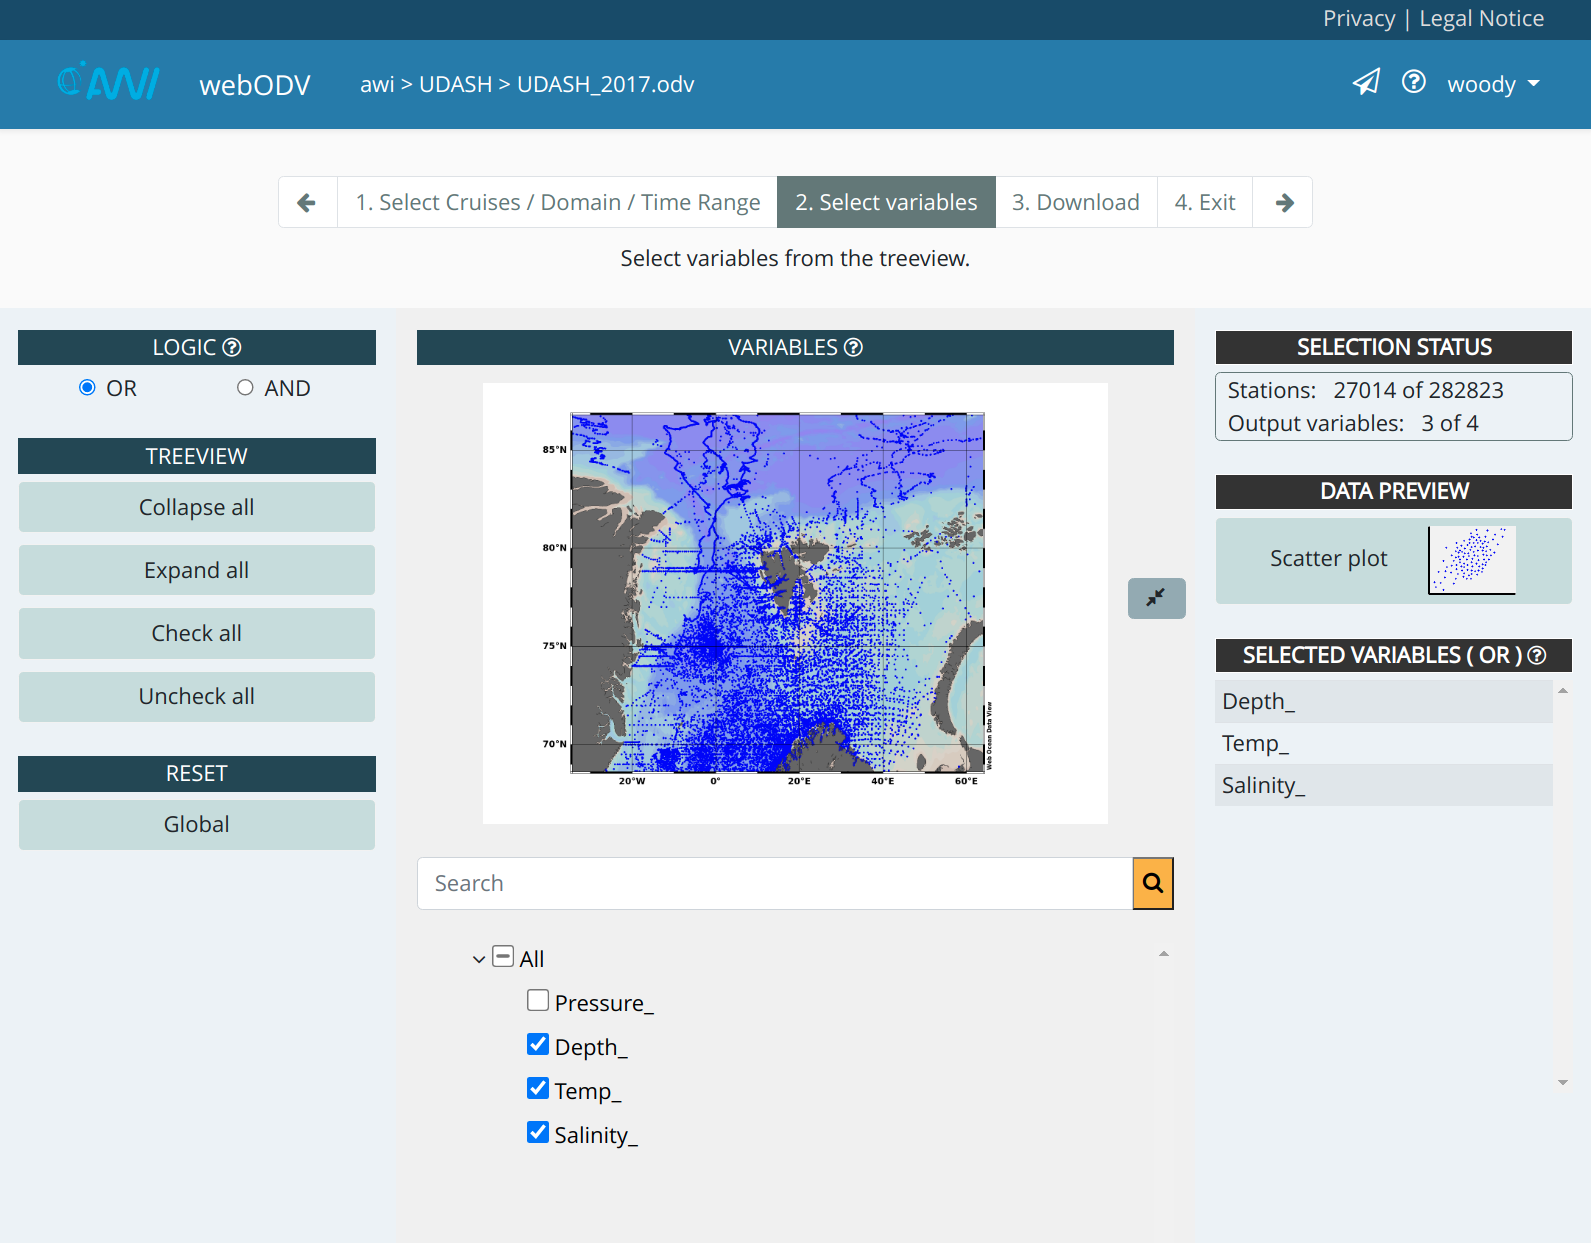 Privacy | Legal Notice
AWI webODV awi > UDASH > UDASH_2017.odv woody
1. Select Cruises / Domain / Time Range 2. Select variables 3. Download 4. Exit
Select variables from the treeview.
LOGIC
OR AND
TREEVIEW
Collapse all
Expand all
Check all
Uncheck all
RESET
Global
VARIABLES
85°N
80°N
75°N
70°N
20°W 0° 20°E 40°E 60°E
Web Ocean Data View
Search
All
Pressure_
Depth_
Temp_
Salinity_
SELECTION STATUS
Stations: 27014 of 282823
Output variables: 3 of 4
DATA PREVIEW
Scatter plot
SELECTED VARIABLES ( OR )
Depth_
Temp_
Salinity_